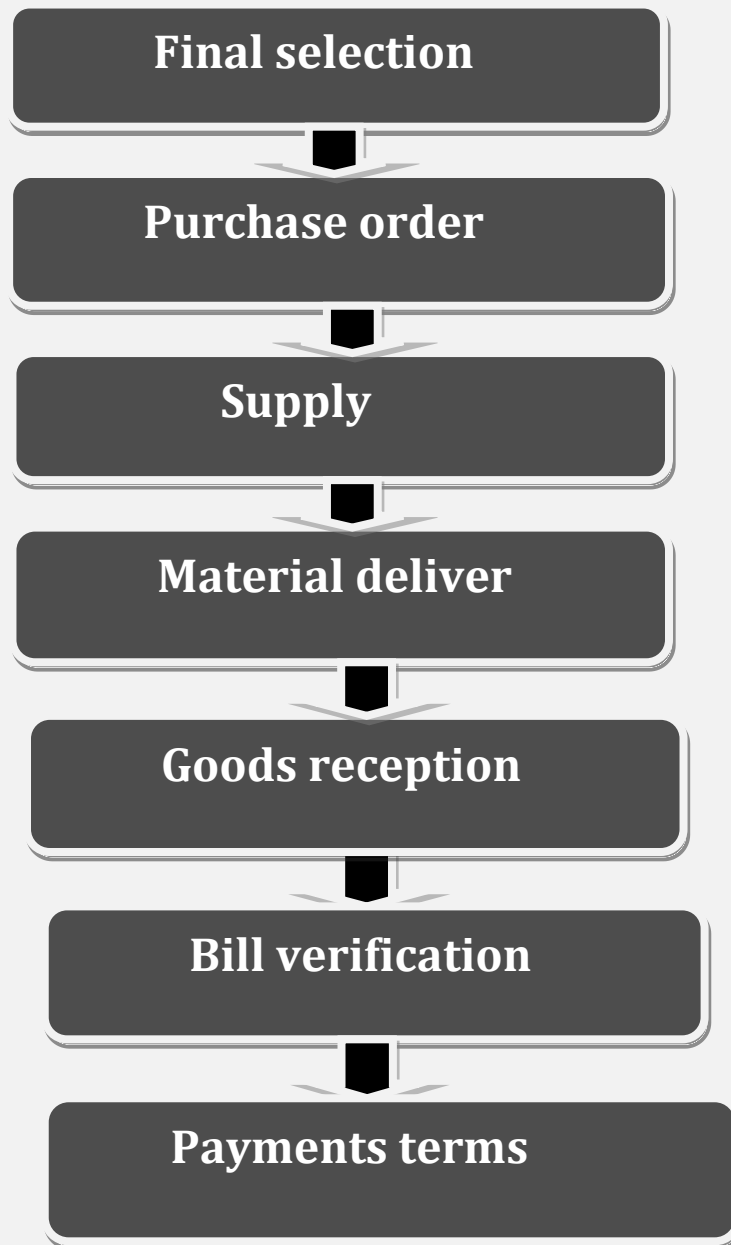 Final selection
Purchase order
Supply
Material deliver
Goods reception
Bill verification
Payments terms